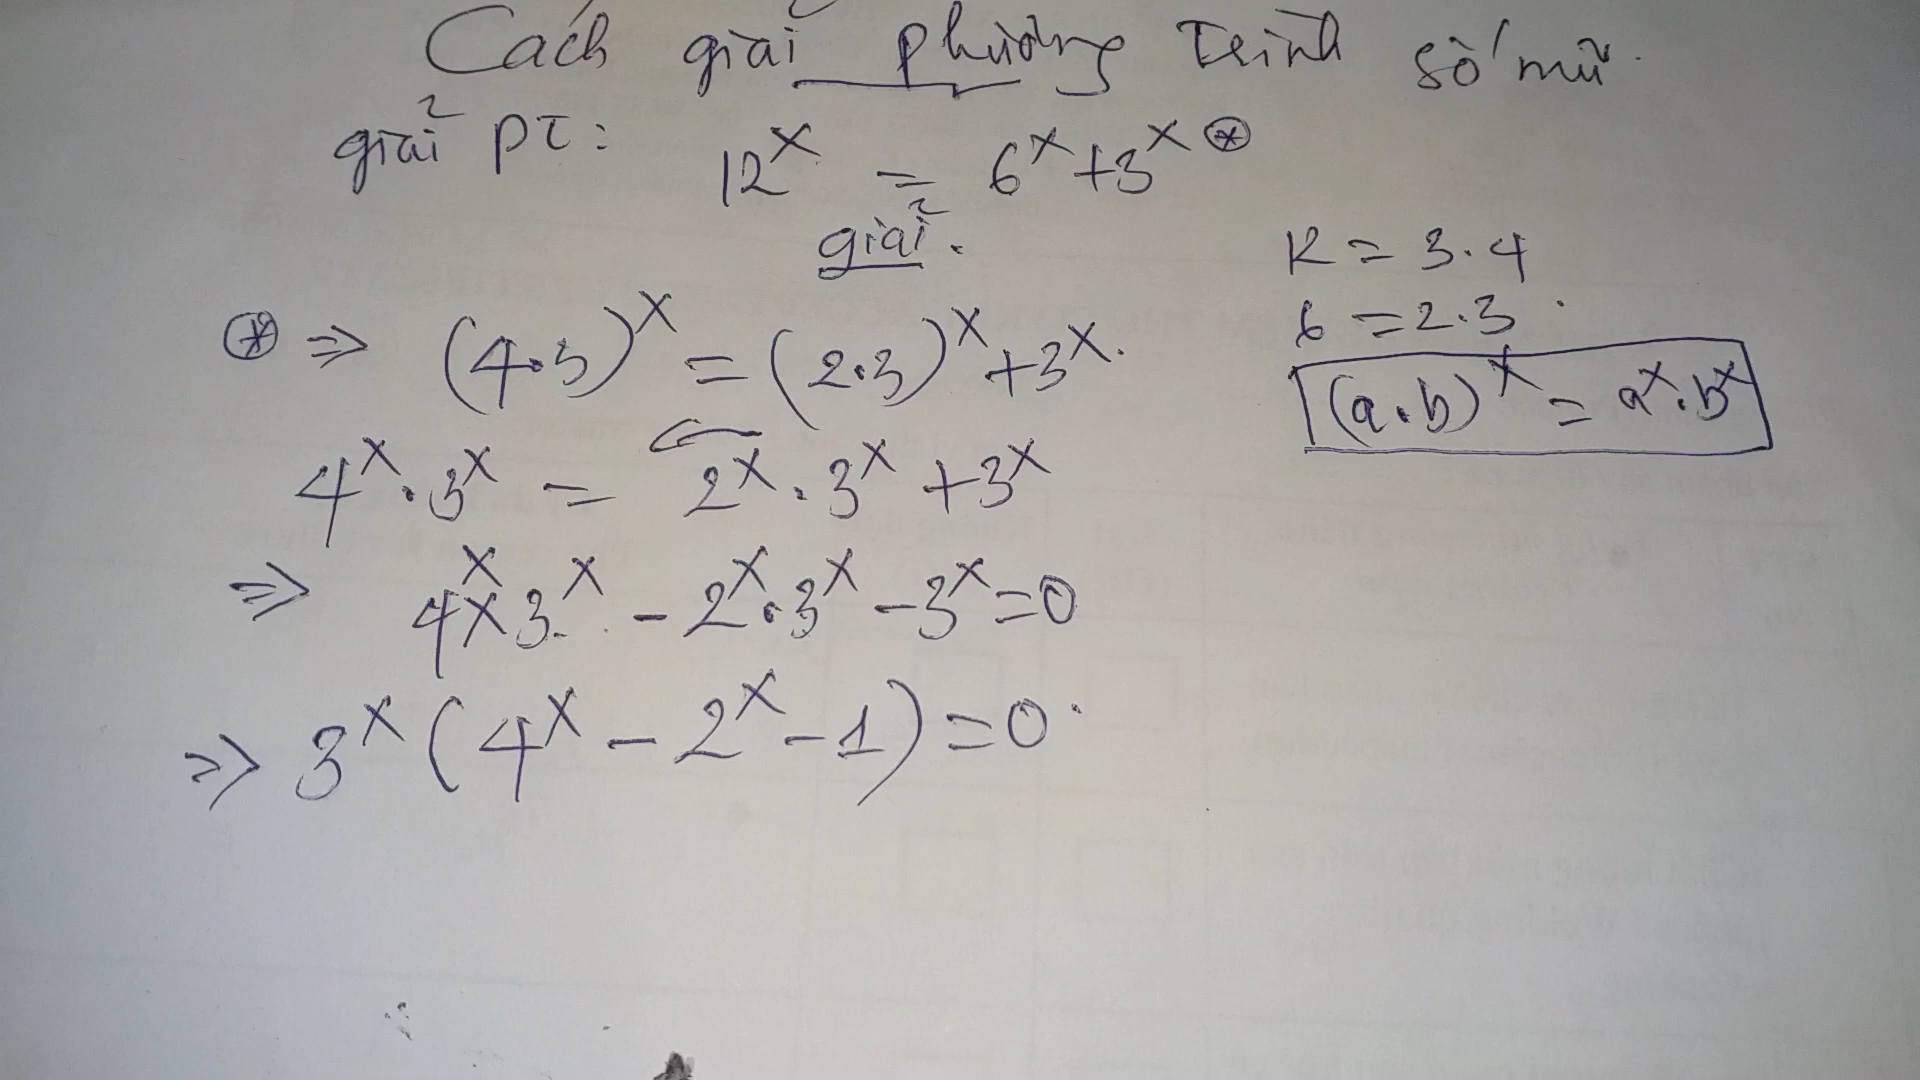 Cách giải phương trình số mũ.
giải pt: 12^x = 6^x + 3^x ⊛
giải.
12 = 3.4
6 = 2.3
(a.b)^x = a^x.b^x
⊛ => (4.3)^x = (2.3)^x + 3^x.
4^x.3^x = 2^x.3^x + 3^x
=> 4^x x 3^x - 2^x.3^x - 3^x = 0
=> 3^x (4^x - 2^x - 1) = 0